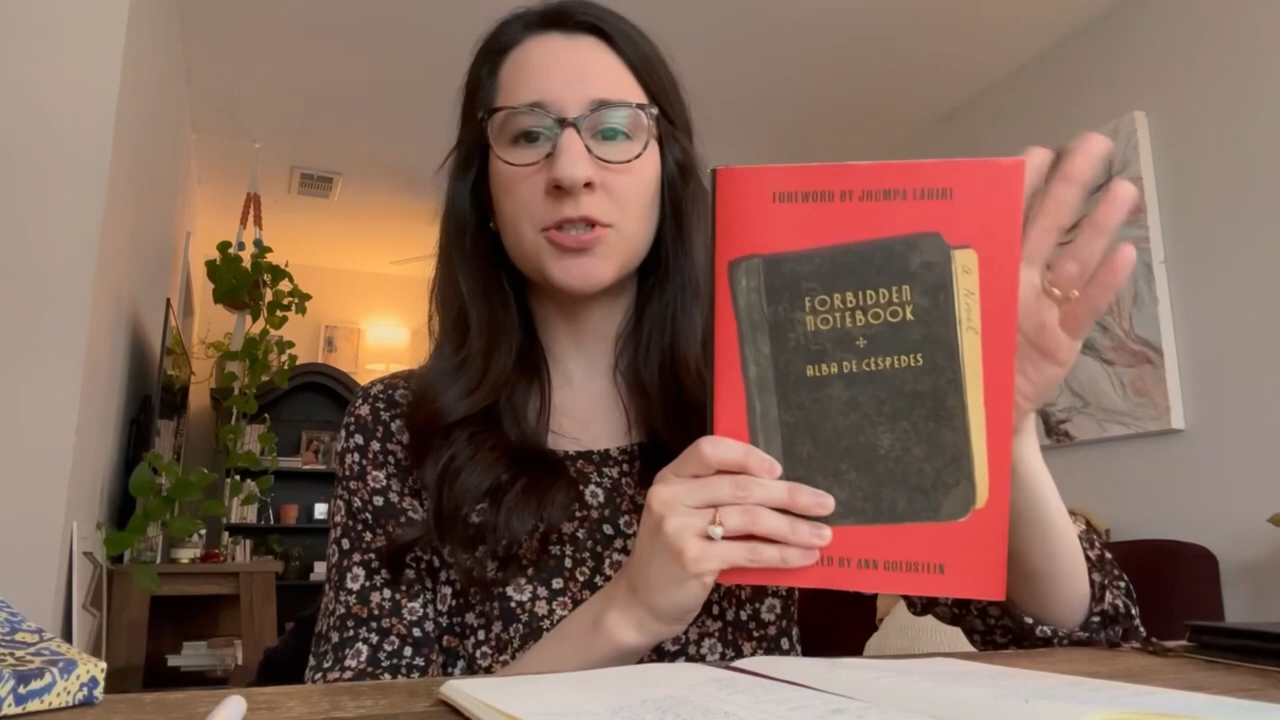 FOREWORD BY JHUMPA LAHIRI
a Novel
FORBIDDEN
NOTEBOOK
ALBA DE CÉSPEDES
BY ANN GOLDSTEIN